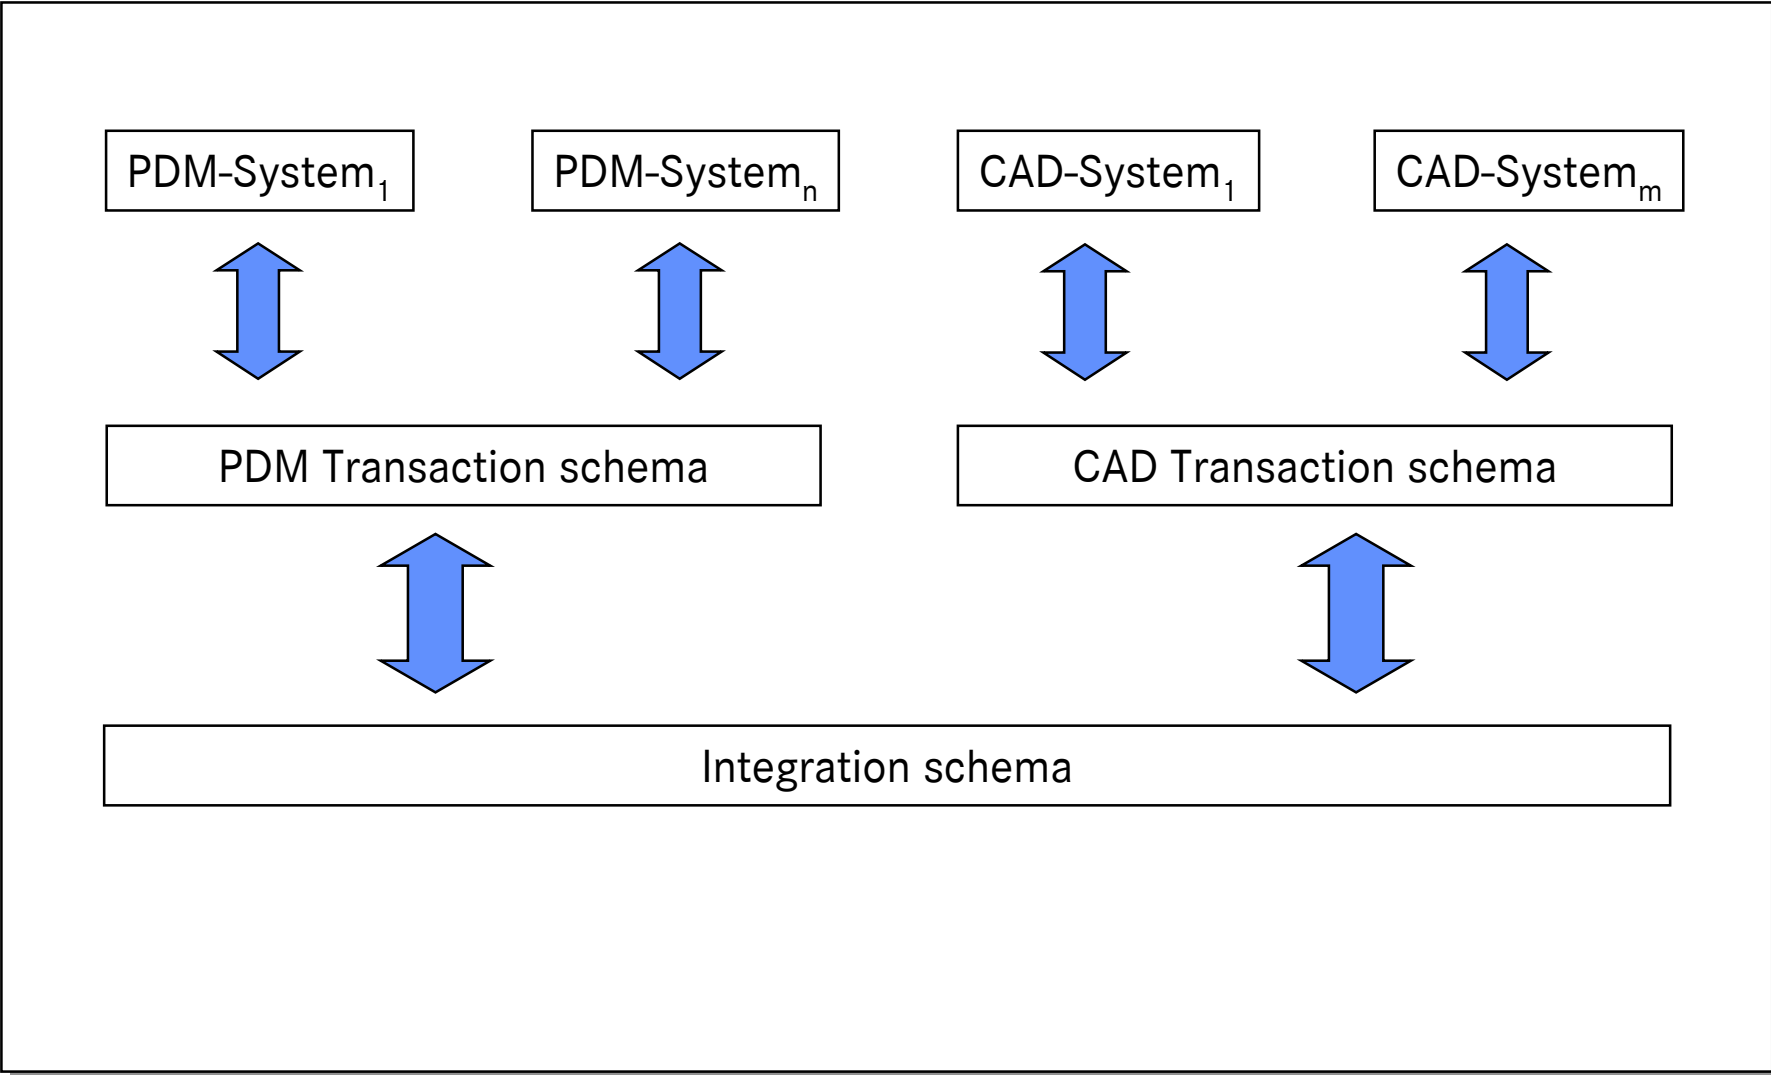 PDM-System₁ PDM-Systemₙ CAD-System₁ CAD-Systemₘ
PDM Transaction schema CAD Transaction schema
Integration schema